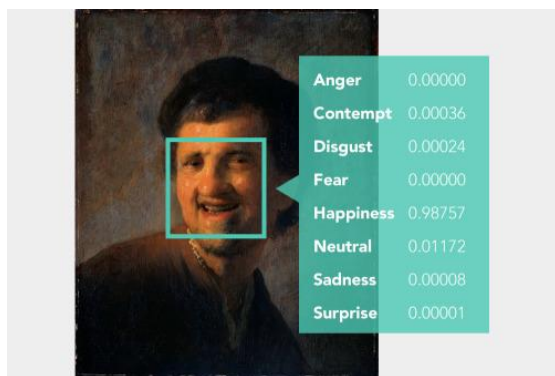 Anger 0.00000
Contempt 0.00036
Disgust 0.00024
Fear 0.00000
Happiness 0.98757
Neutral 0.01172
Sadness 0.00008
Surprise 0.00001